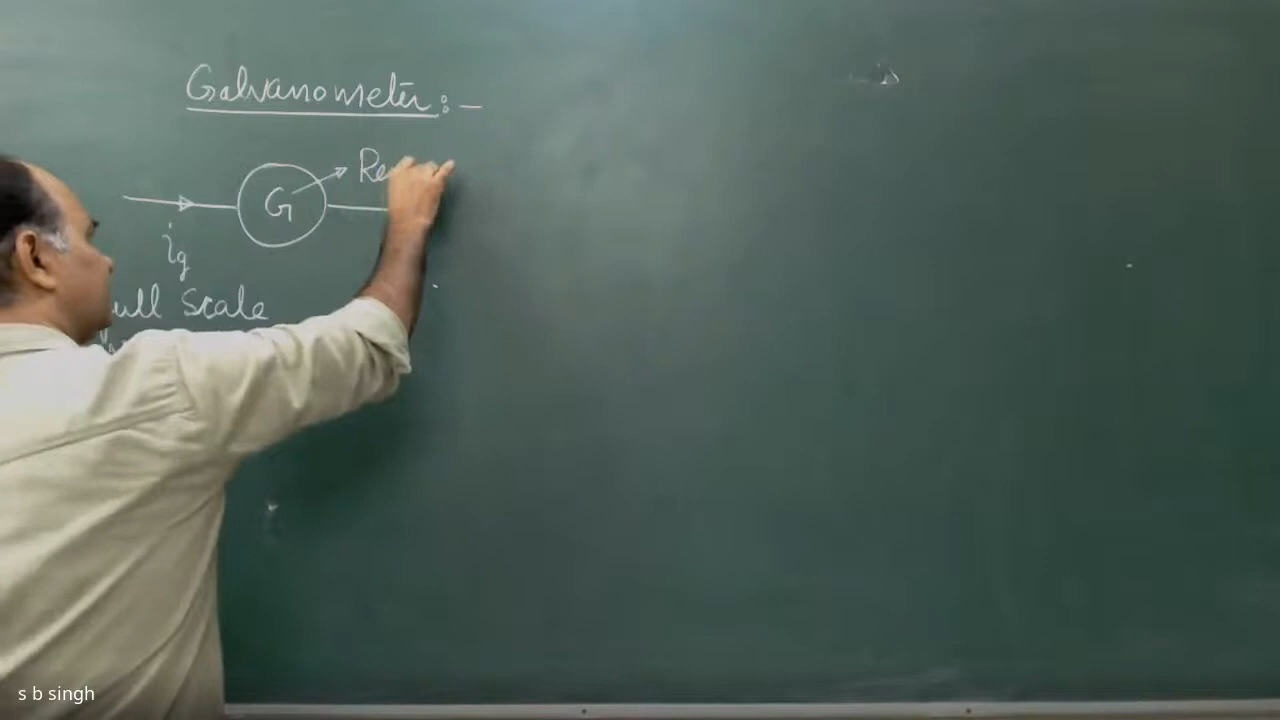 Galvanometer :-
G
Re
ig
ull Scale
s b singh